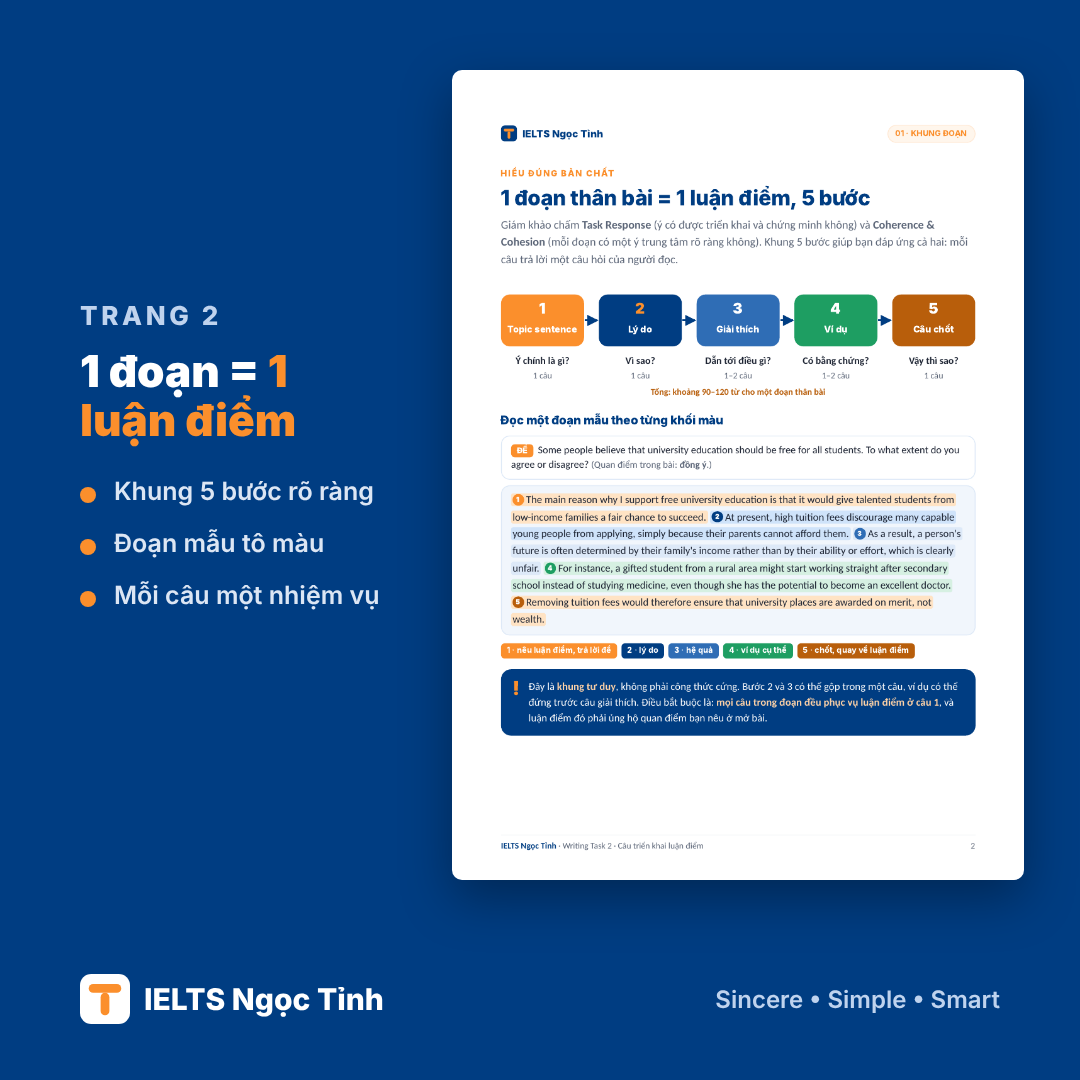 TRANG 2
1 đoạn = 1
luận điểm
Khung 5 bước rõ ràng
Đoạn mẫu tô màu
Mỗi câu một nhiệm vụ
IELTS Ngọc Tỉnh
01 · KHUNG ĐOẠN
HIỂU ĐÚNG BẢN CHẤT
1 đoạn thân bài = 1 luận điểm, 5 bước
Giám khảo chấm Task Response (ý có được triển khai và chứng minh không) và Coherence &
Cohesion (mỗi đoạn có một ý trung tâm rõ ràng không). Khung 5 bước giúp bạn đáp ứng cả hai: mỗi
câu trả lời một câu hỏi của người đọc.
1 2 3 4 5
Topic sentence Lý do Giải thích Ví dụ Câu chốt
Ý chính là gì? Vì sao? Dẫn tới điều gì? Có bằng chứng? Vậy thì sao?
1 câu 1 câu 1–2 câu 1–2 câu 1 câu
Tổng: khoảng 90–120 từ cho một đoạn thân bài
Đọc một đoạn mẫu theo từng khối màu
ĐỀ Some people believe that university education should be free for all students. To what extent do you
agree or disagree? (Quan điểm trong bài: đồng ý.)
1 The main reason why I support free university education is that it would give talented students from
low-income families a fair chance to succeed. 2 At present, high tuition fees discourage many capable
young people from applying, simply because their parents cannot afford them. 3 As a result, a person's
future is often determined by their family's income rather than by their ability or effort, which is clearly
unfair. 4 For instance, a gifted student from a rural area might start working straight after secondary
school instead of studying medicine, even though she has the potential to become an excellent doctor.
5 Removing tuition fees would therefore ensure that university places are awarded on merit, not
wealth.
1 · nêu luận điểm, trả lời đề 2 · lý do 3 · hệ quả 4 · ví dụ cụ thể 5 · chốt, quay về luận điểm
! Đây là khung tư duy, không phải công thức cứng. Bước 2 và 3 có thể gộp trong một câu, ví dụ có thể
đứng trước câu giải thích. Điều bắt buộc là: mọi câu trong đoạn đều phục vụ luận điểm ở câu 1, và
luận điểm đó phải ủng hộ quan điểm bạn nêu ở mở bài.
IELTS Ngọc Tỉnh · Writing Task 2 · Câu triển khai luận điểm 2
IELTS Ngọc Tỉnh
Sincere • Simple • Smart